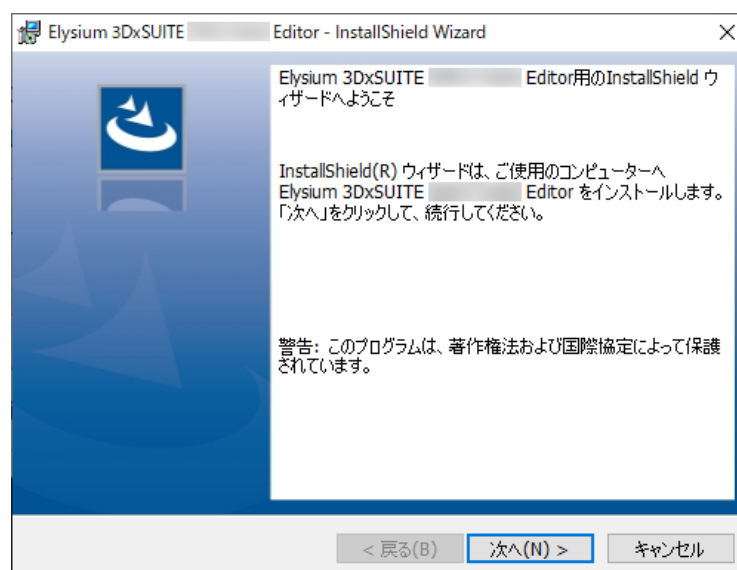 Elysium 3DxSUITE Editor - InstallShield Wizard
Elysium 3DxSUITE Editor用のInstallShield ウ
ィザードへようこそ
InstallShield(R) ウィザードは、ご使用のコンピューターへ
Elysium 3DxSUITE Editor をインストールします。
「次へ」をクリックして、続行してください。
警告: このプログラムは、著作権法および国際協定によって保護
されています。
< 戻る(B)
次へ(N) >
キャンセル